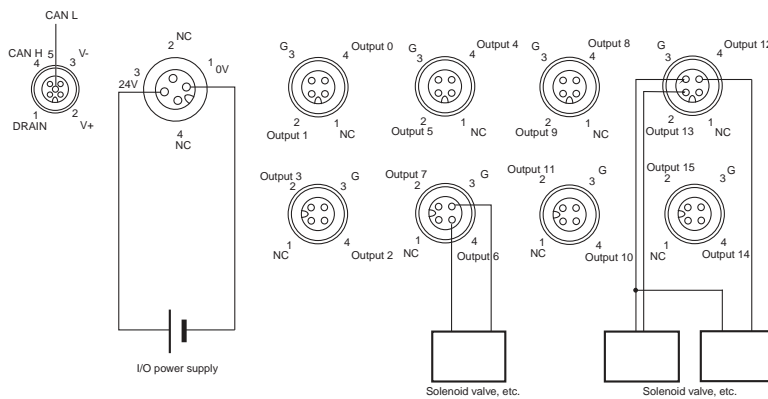 CAN L
CAN H 5 V-
4 3
1 2
DRAIN V+
NC
2
3 1 0V
24V
4
NC
G 3 4 Output 0
2 1
Output 1 NC
G 3 4 Output 4
2 1
Output 5 NC
G 3 4 Output 8
2 1
Output 9 NC
G 3 4 Output 12
2 1
Output 13 NC
Output 3 G
2 3
1 4
NC Output 2
Output 7 G
2 3
1 4
NC Output 6
Output 11 G
2 3
1 4
NC Output 10
Output 15 G
2 3
1 4
NC Output 14
I/O power supply
Solenoid valve, etc.
Solenoid valve, etc.